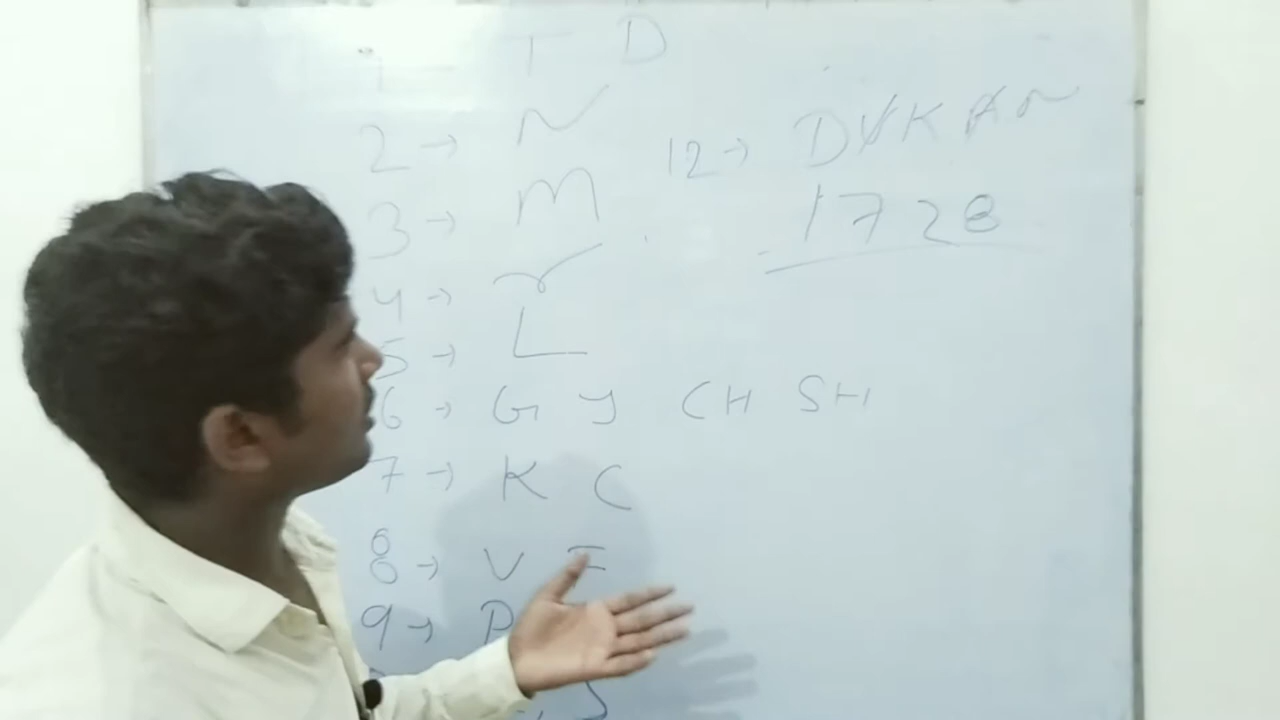 1 T D
2 → N
12 → DUKAN
3 → M
1728
4 → r
5 → L
6 → G J CH SH
7 → K C
8 → V F
9 → P